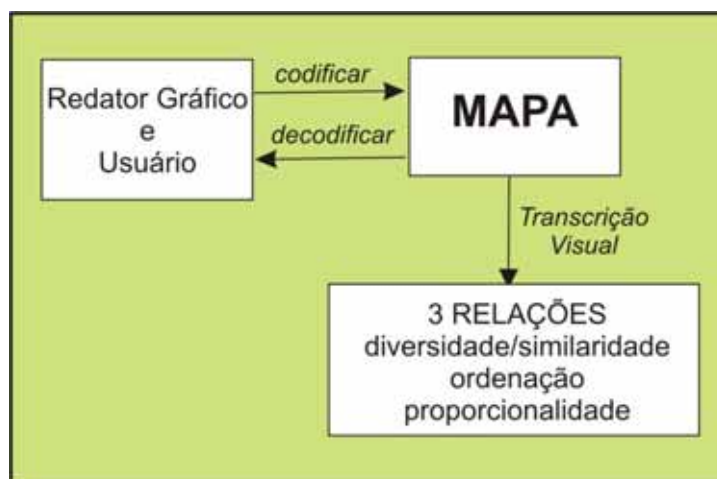 Redator Gráfico
e
Usuário
codificar
decodificar
MAPA
Transcrição
Visual
3 RELAÇÕES
diversidade/similaridade
ordenação
proporcionalidade